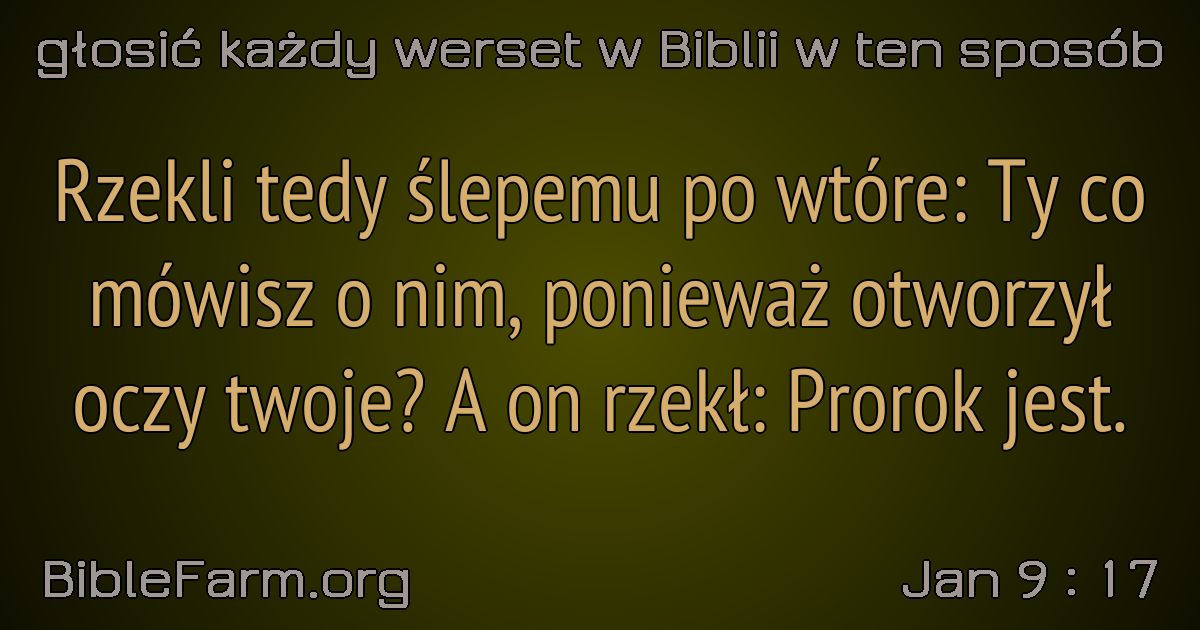 głosić każdy werset w Biblii w ten sposób
Rzekli tedy ślepemu po wtóre: Ty co
mówisz o nim, ponieważ otworzył
oczy twoje? A on rzekł: Prorok jest.
BibleFarm.org
Jan 9 : 17